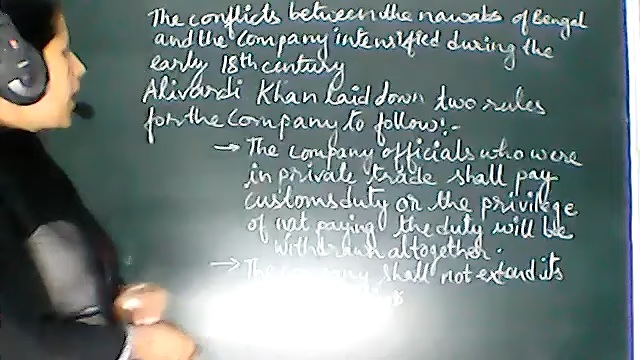 The conflicts between the nawabs of Bengal
and the Company intensified during the
early 18th century
Alivardi Khan laid down two rules
for the Company to follow:-
→ The company officials who were
in private trade shall pay
customs duty or the privilege
of not paying the duty will be
withdrawn altogether.
→ The company shall not extend its